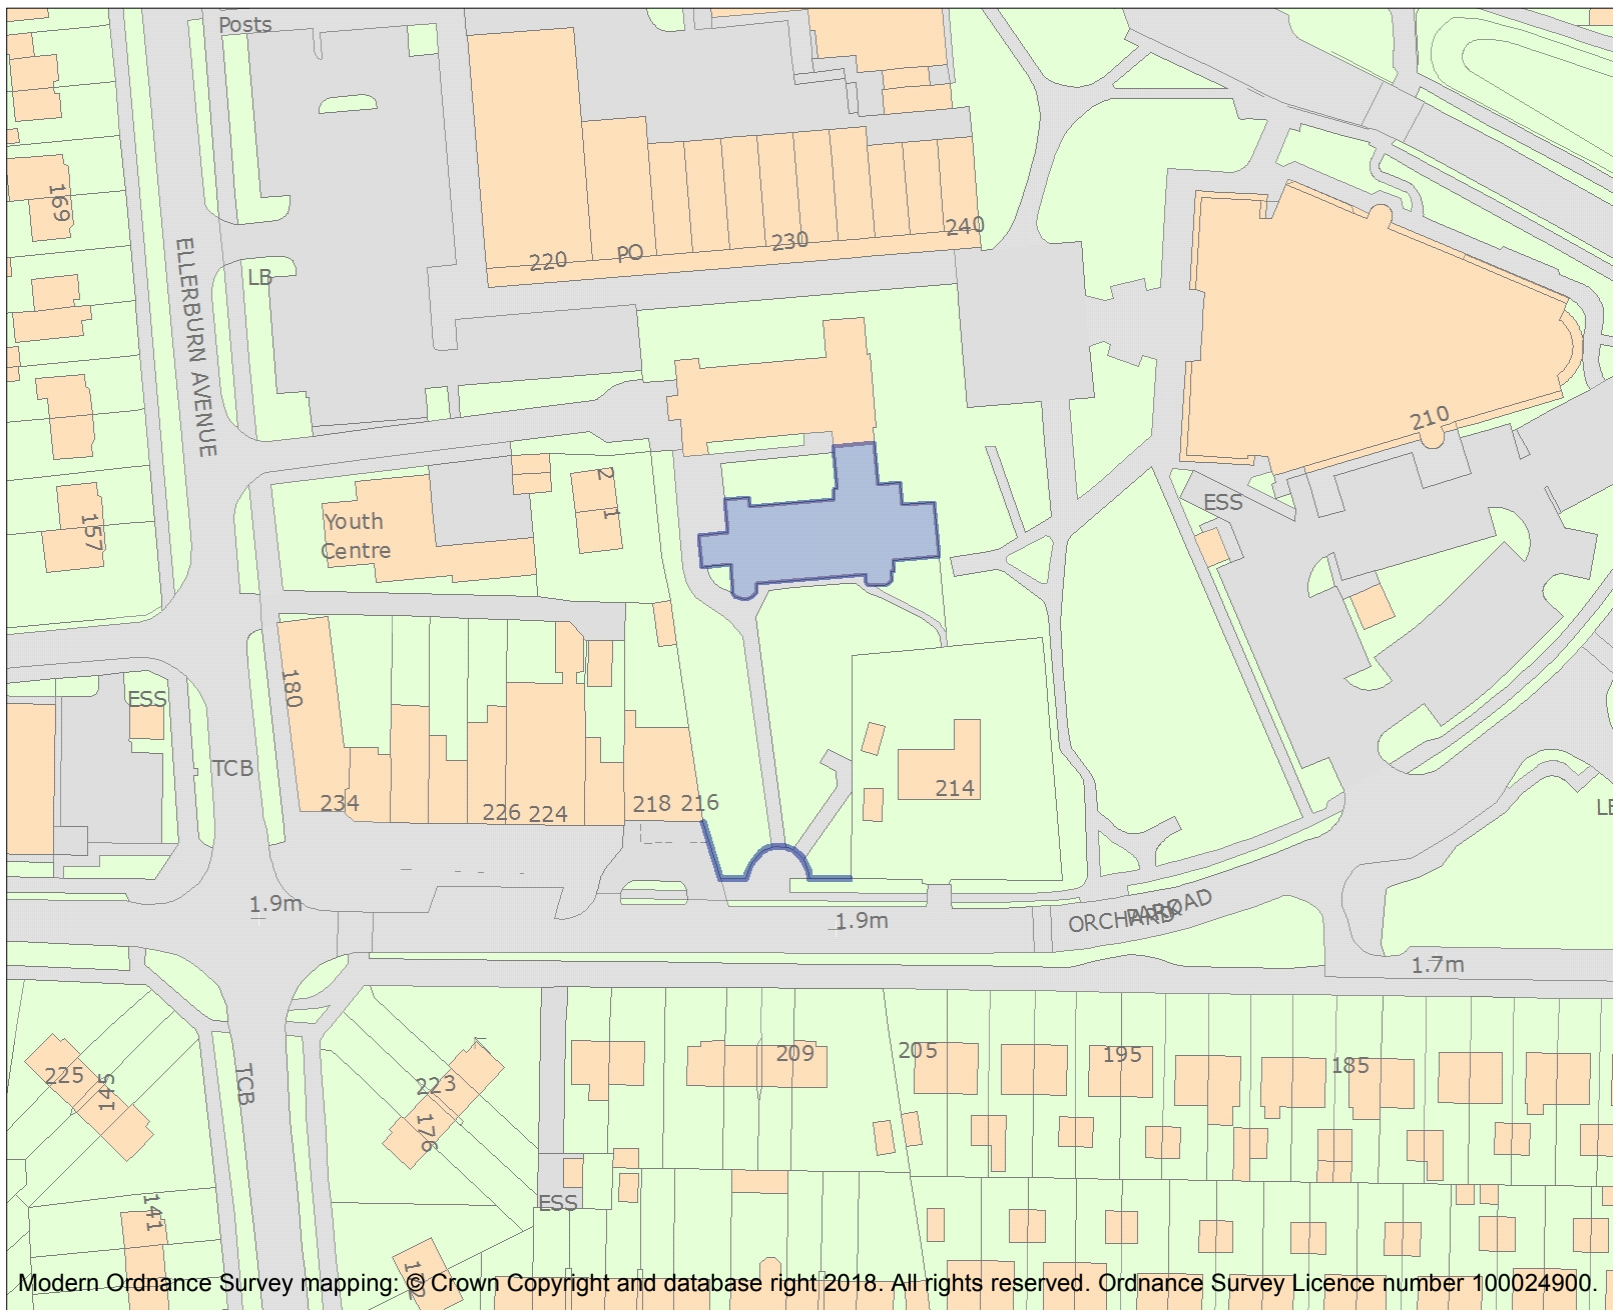 Posts
169
ELLERBURN AVENUE
LB
220
PO
230
240
210
157
Youth
Centre
2
1
ESS
ESS
180
TCB
234
226
224
218
216
214
1.9m
1.9m
ORCHARD
PARK
ROAD
1.7m
225
145
TCB
223
176
209
205
195
185
141
ESS
Modern Ordnance Survey mapping: © Crown Copyright and database right 2018. All rights reserved. Ordnance Survey Licence number 100024900.